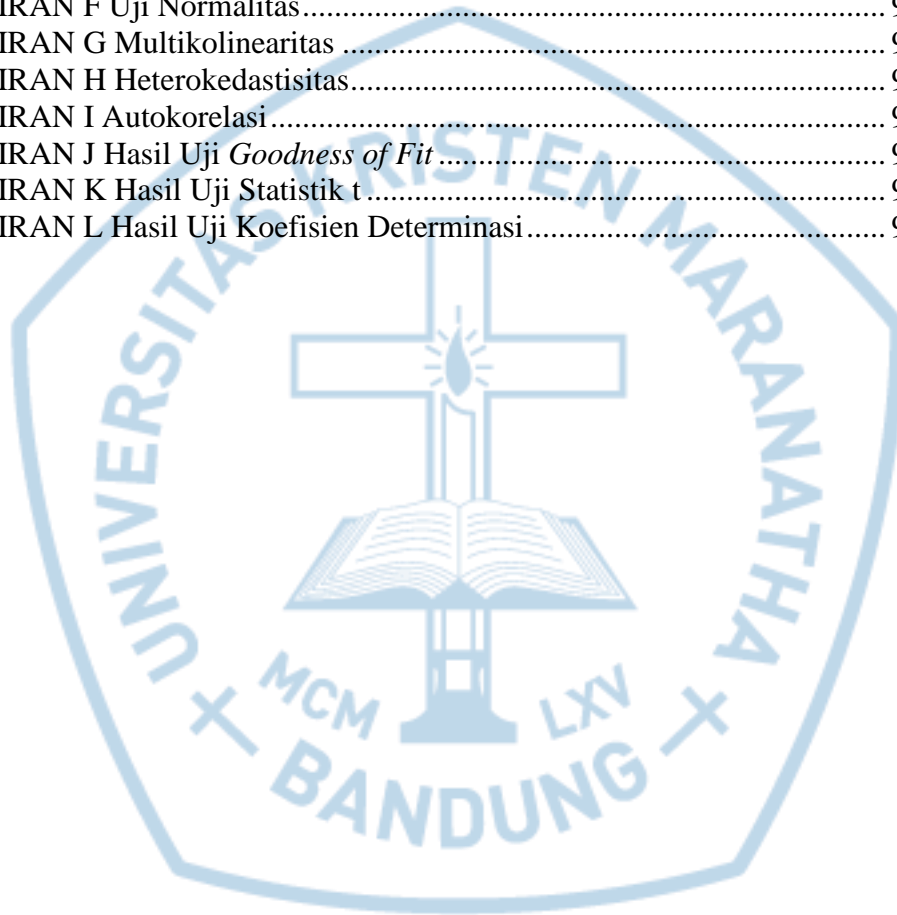 IRAN F Uji Normalitas........................................................................... 9
IRAN G Multikolinearitas ..................................................................... 9
IRAN H Heterokedastisitas.................................................................... 9
IRAN I Autokorelasi............................................................................... 9
IRAN J Hasil Uji Goodness of Fit ......................................................... 9
IRAN K Hasil Uji Statistik t................................................................... 9
IRAN L Hasil Uji Koefisien Determinasi.............................................. 9
UNIVERSITAS KRISTEN MARANATHA
MCM LXV
BANDUNG